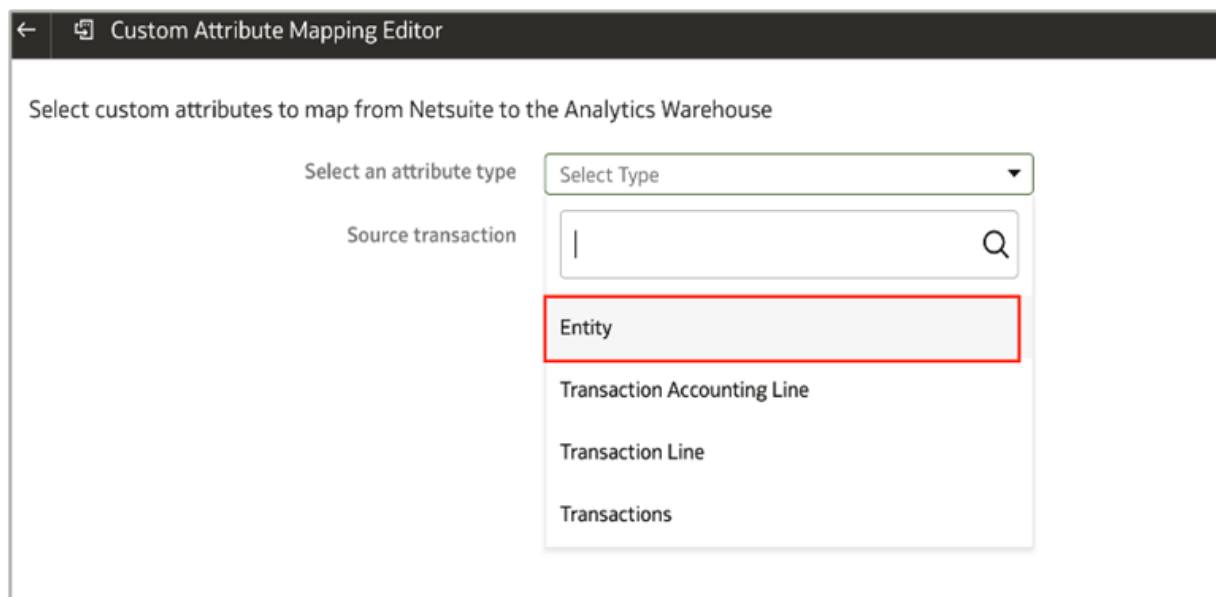 Custom Attribute Mapping Editor
Select custom attributes to map from Netsuite to the Analytics Warehouse
Select an attribute type
Select Type
Source transaction
Entity
Transaction Accounting Line
Transaction Line
Transactions